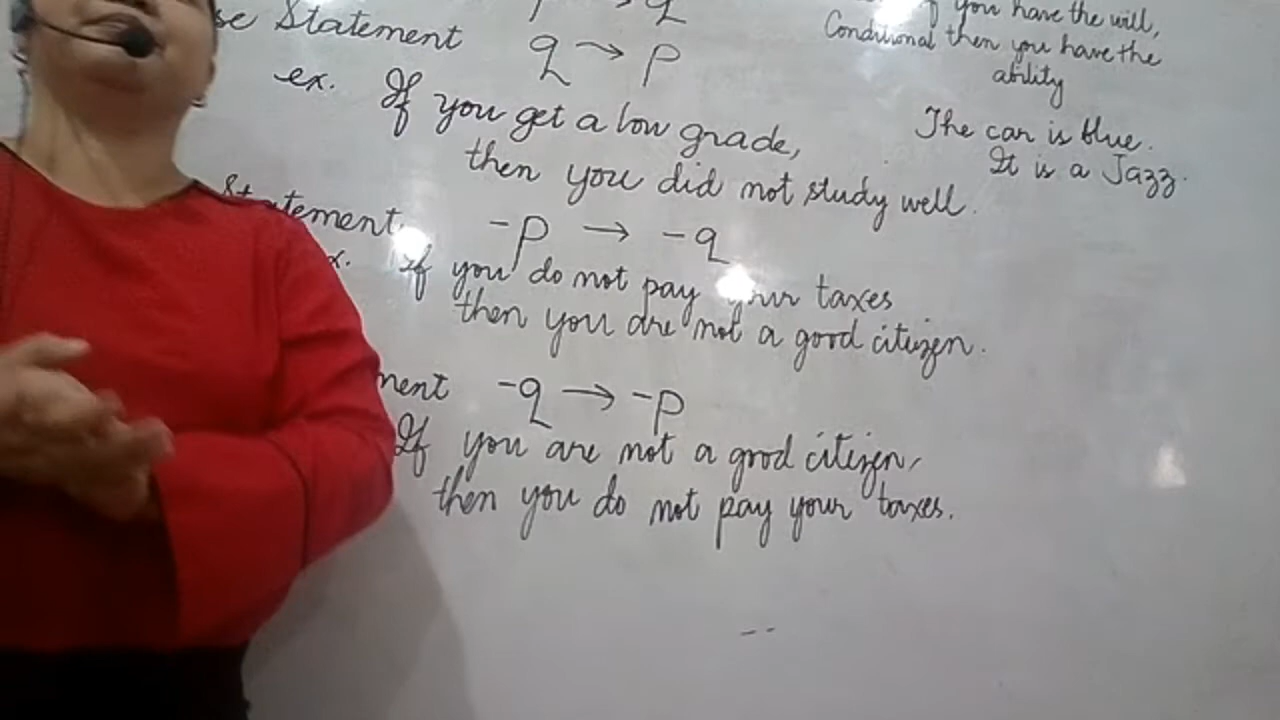 q
Statement q → p
ex. If you get a low grade,
then you did not study well.
Statement -p → -q
If you do not pay your taxes
then you are not a good citizen.
-q → -p
If you are not a good citizen,
then you do not pay your taxes.
you have the will,
Conditional then you have the
ability
The car is blue.
It is a Jazz.